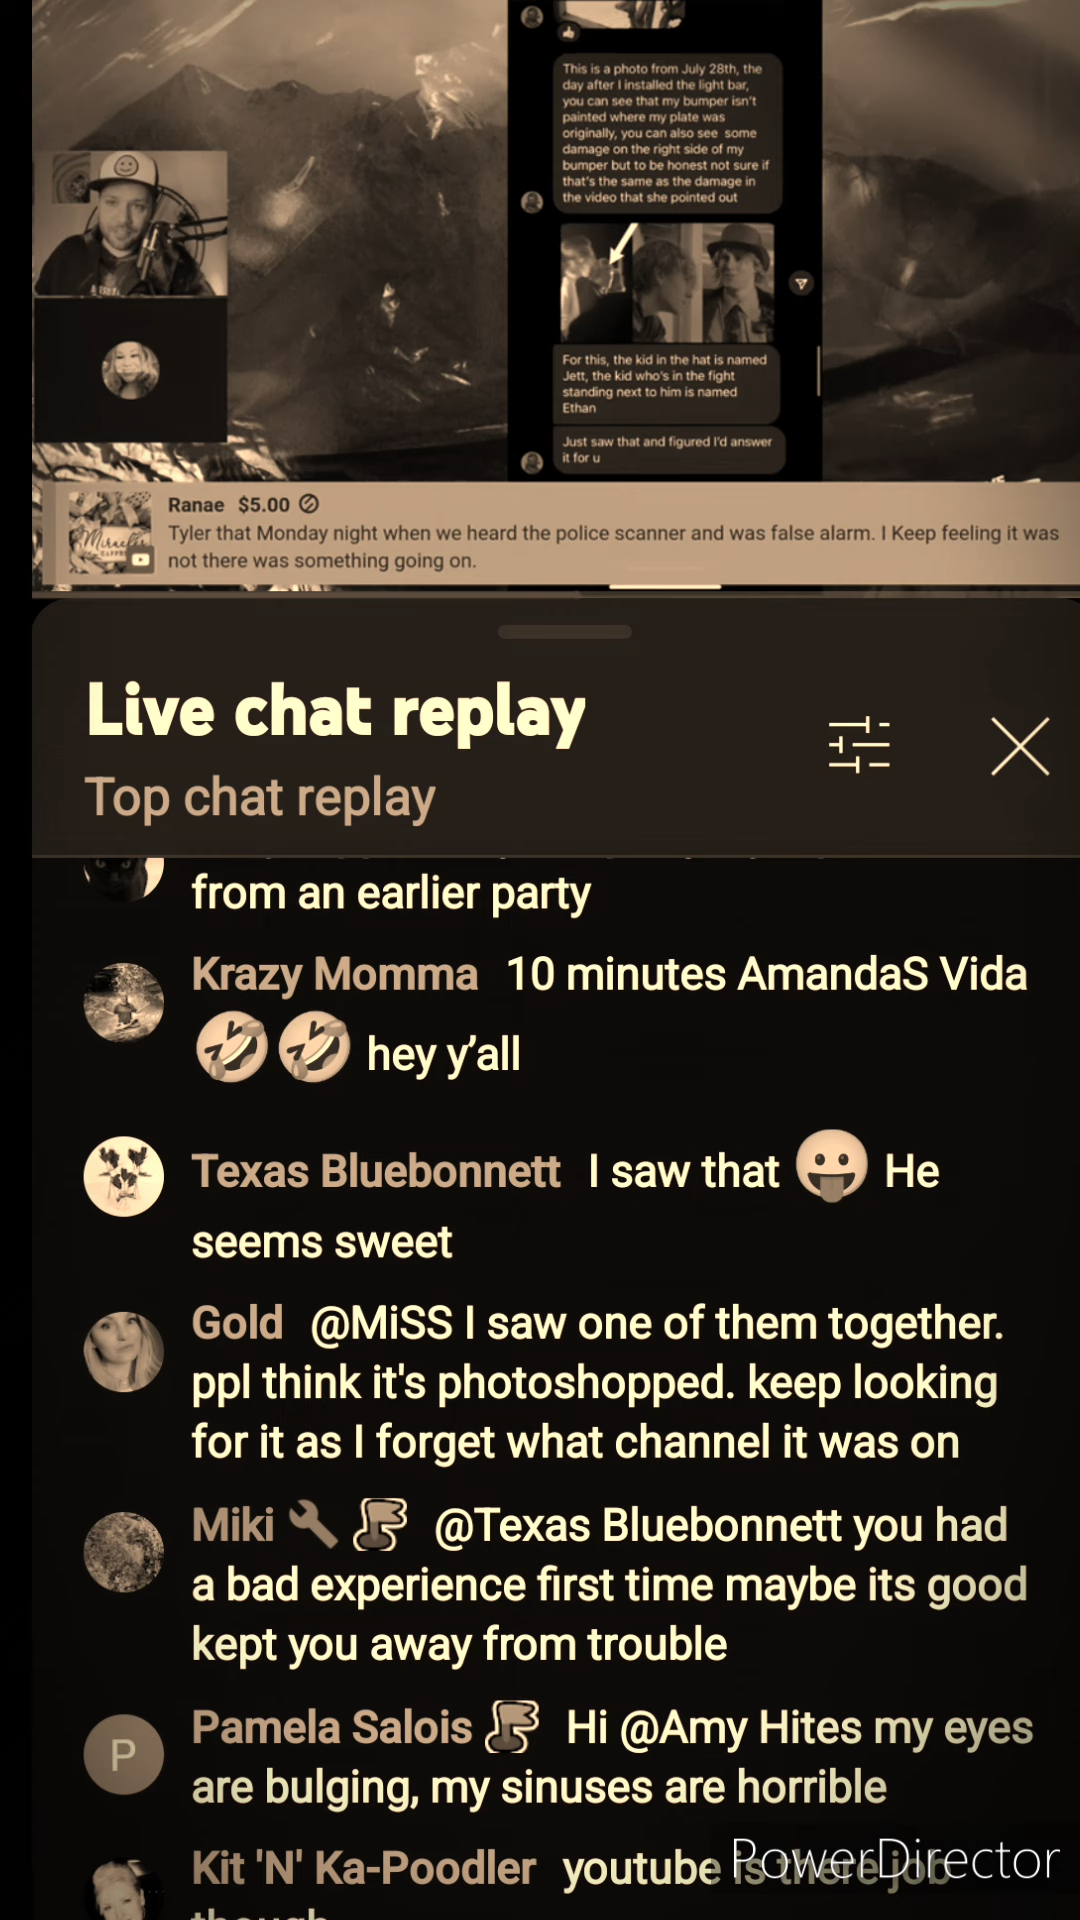 This is a photo from July 28th, the
day after I installed the light bar,
you can see that my bumper isn't
painted where my plate was
originally, you can also see some
damage on the right side of my
bumper but to be honest not sure if
that's the same as the damage in
the video that she pointed out
For this, the kid in the hat is named
Jett, the kid who's in the fight
standing next to him is named
Ethan
Just saw that and figured I'd answer
it for u
Ranae $5.00
Tyler that Monday night when we heard the police scanner and was false alarm. I Keep feeling it was
not there was something going on.
Miracles
Live chat replay
Top chat replay
from an earlier party
Krazy Momma 10 minutes AmandaS Vida
🤣🤣 hey y'all
Texas Bluebonnett I saw that 😛 He
seems sweet
Gold @MiSS I saw one of them together.
ppl think it's photoshopped. keep looking
for it as I forget what channel it was on
Miki @Texas Bluebonnett you had
a bad experience first time maybe its good
kept you away from trouble
P
Pamela Salois Hi @Amy Hites my eyes
are bulging, my sinuses are horrible
Kit 'N' Ka-Poodler youtube is there job
though
PowerDirector